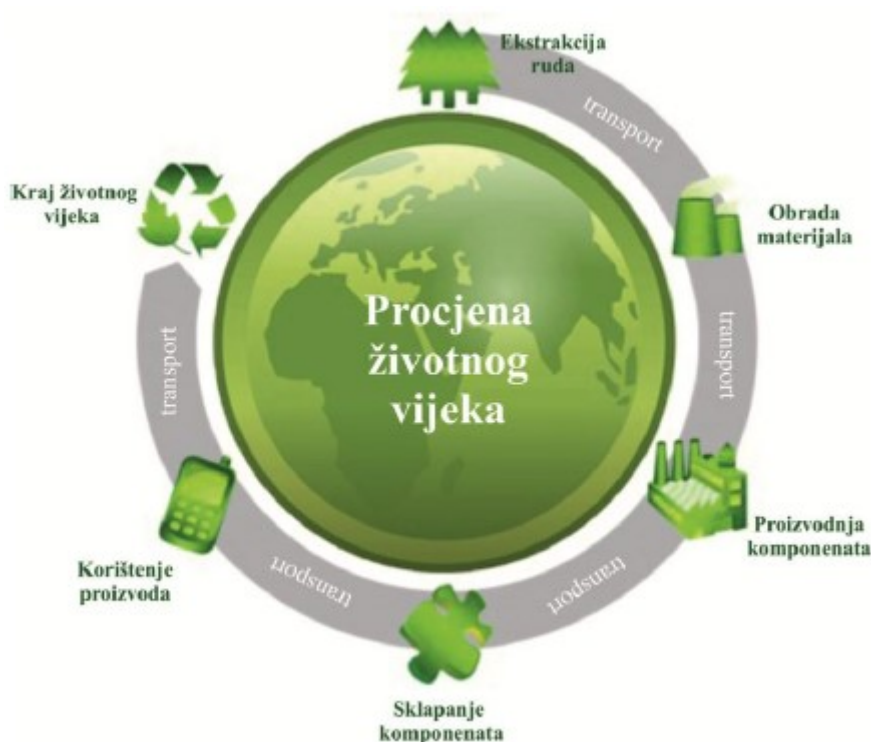 Ekstrakcija
ruda
transport
Obrada
materijala
transport
Proizvodnja
komponenata
transport
Sklapanje
komponenata
transport
Korištenje
proizvoda
transport
Kraj životnog
vijeka
Procjena
životnog
vijeka